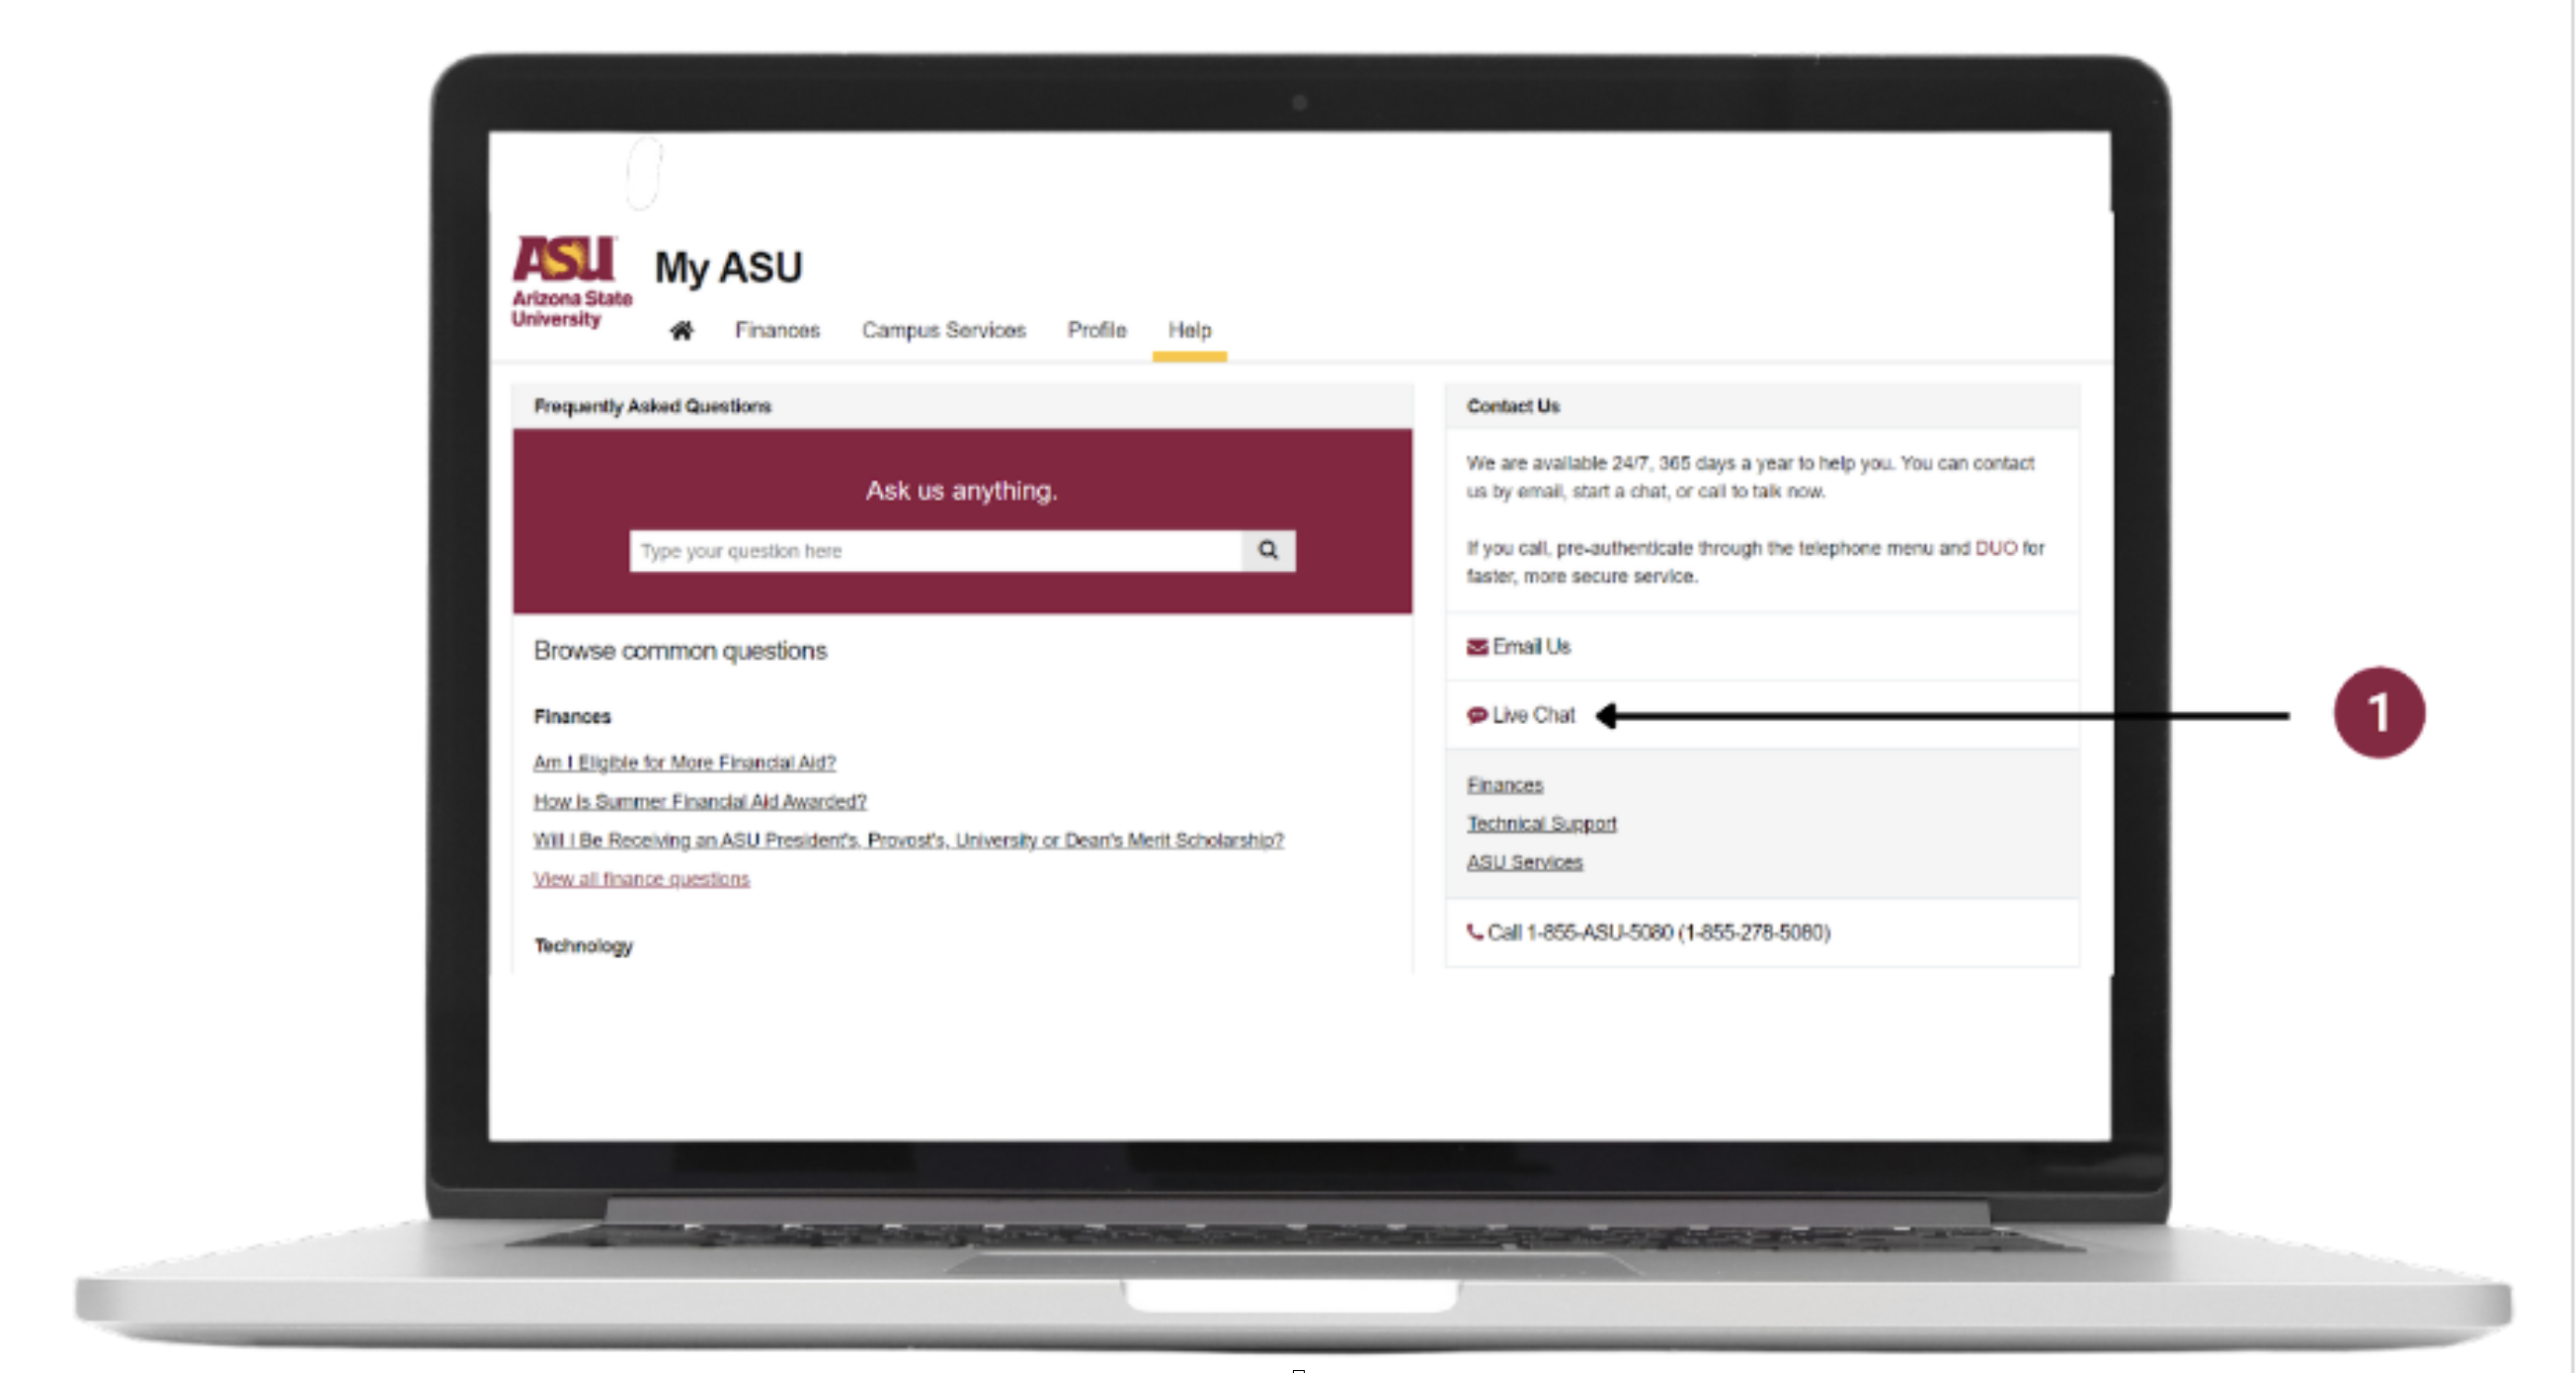 ASU
Arizona State
University
My ASU
Finances Campus Services Profile Help
Frequently Asked Questions
Ask us anything.
Type your question here
Browse common questions
Finances
Am I Eligible for More Financial Aid?
How Is Summer Financial Aid Awarded?
Will I Be Receiving an ASU President's, Provost's, University or Dean's Merit Scholarship?
View all finance questions
Technology
Contact Us
We are available 24/7, 365 days a year to help you. You can contact
us by email, start a chat, or call to talk now.
If you call, pre-authenticate through the telephone menu and DUO for
faster, more secure service.
Email Us
Live Chat
Finances
Technical Support
ASU Services
Call 1-855-ASU-5080 (1-855-278-5080)
1